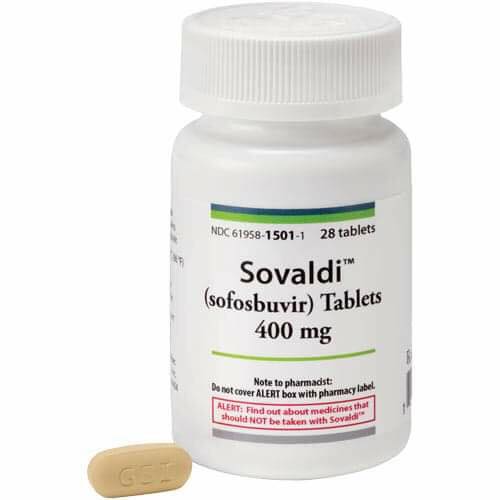 NDC 61958-1501-1 28 tablets
Sovaldi™
(sofosbuvir) Tablets
400 mg
Note to pharmacist:
Do not cover ALERT box with pharmacy label.
ALERT: Find out about medicines that
should NOT be taken with Sovaldi™
GSI